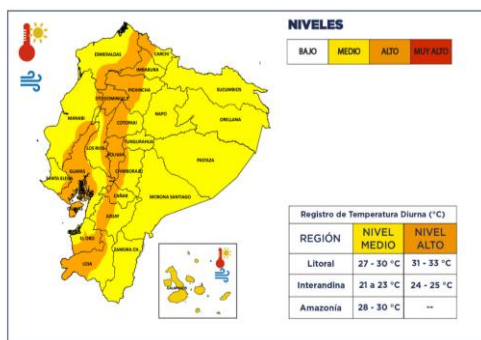 NIVELES
BAJO MEDIO ALTO MUY ALTO
ESMERALDAS
CARCHI
IMBABURA
PICHINCHA
SUCUMBIOS
ORELLANA
NAPO
MANABI
COTOPAXI
TUNGURAHUA
LOS RIOS
BOLIVAR
PASTAZA
CHIMBORAZO
GUAYAS
SANTA ELENA
MORONA SANTIAGO
CAÑAR
AZUAY
EL ORO
ZAMORA CH.
LOJA
Registro de Temperatura Diurna (°C)
REGIÓN NIVEL MEDIO NIVEL ALTO
Litoral 27 - 30 °C 31 - 33 °C
Interandina 21 a 23 °C 24 - 25 °C
Amazonía 28 - 30 °C --